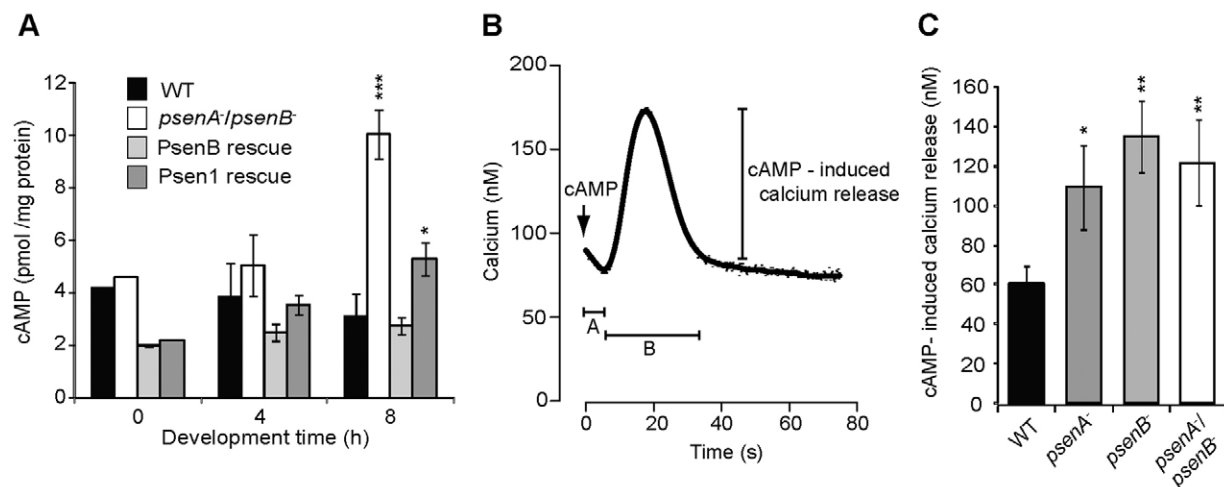 A
cAMP (pmol /mg protein)
12
10
8
6
4
2
0
WT
psenA-/psenB-
PsenB rescue
Psen1 rescue
***
*
0 4 8
Development time (h)
B
Calcium (nM)
200
150
100
50
0
cAMP
cAMP - induced
calcium release
A
B
0 20 40 60 80
Time (s)
C
cAMP- induced calcium release (nM)
160
140
120
100
80
60
40
20
0
*
**
**
WT
psenA-
psenB-
psenA-/
psenB-